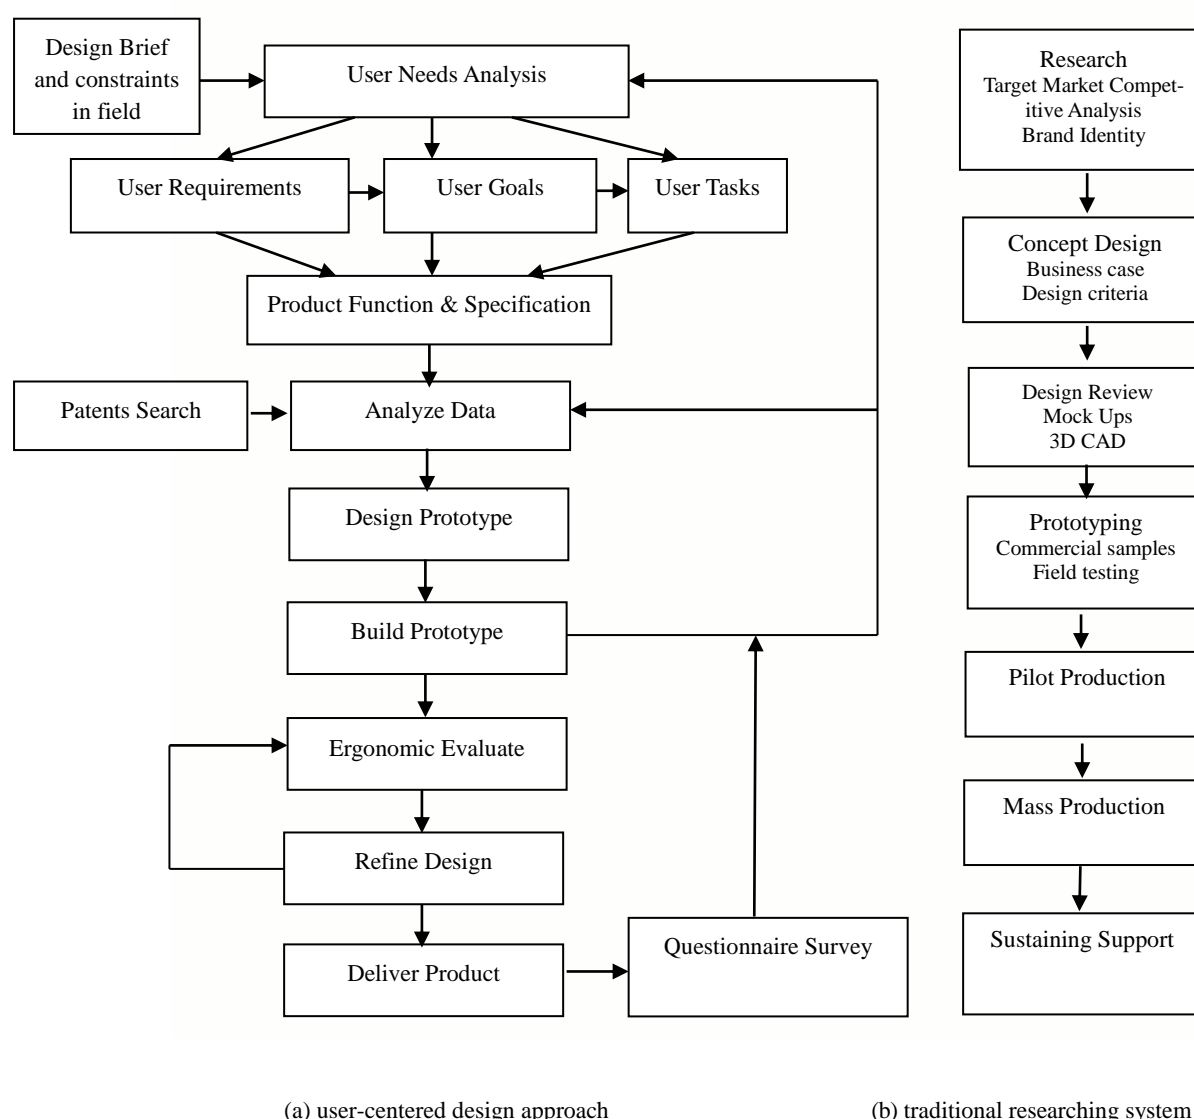 Design Brief
and constraints
in field
User Needs Analysis
User Requirements
User Goals
User Tasks
Product Function & Specification
Patents Search
Analyze Data
Design Prototype
Build Prototype
Ergonomic Evaluate
Refine Design
Deliver Product
Questionnaire Survey
(a) user-centered design approach
Research
Target Market Compet-
itive Analysis
Brand Identity
Concept Design
Business case
Design criteria
Design Review
Mock Ups
3D CAD
Prototyping
Commercial samples
Field testing
Pilot Production
Mass Production
Sustaining Support
(b) traditional researching system